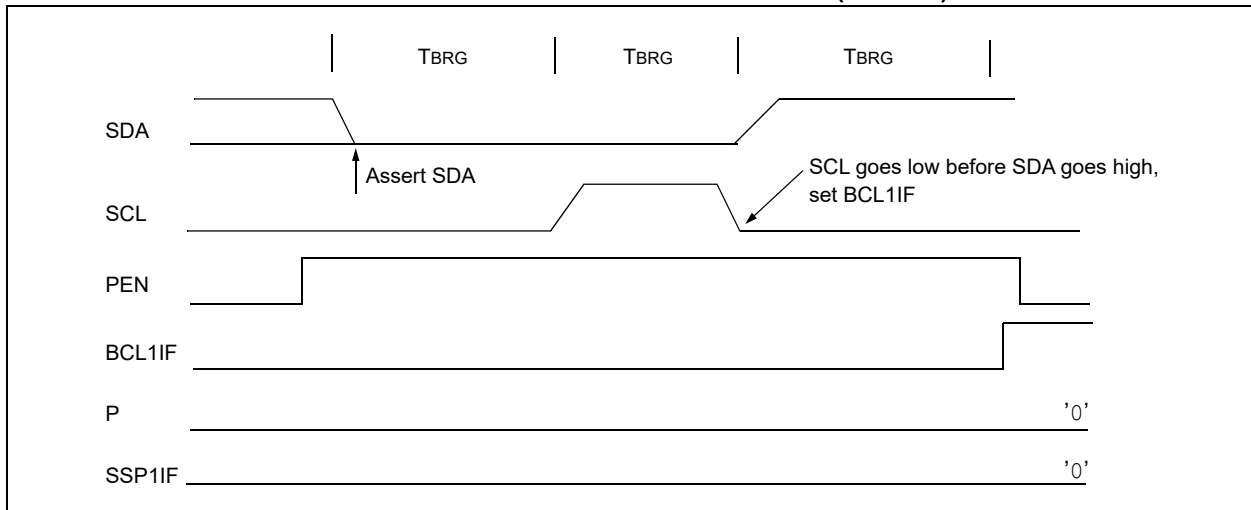 TBRG TBRG TBRG
SDA
Assert SDA
SCL goes low before SDA goes high,
set BCL1IF
SCL
PEN
BCL1IF
P '0'
SSP1IF '0'